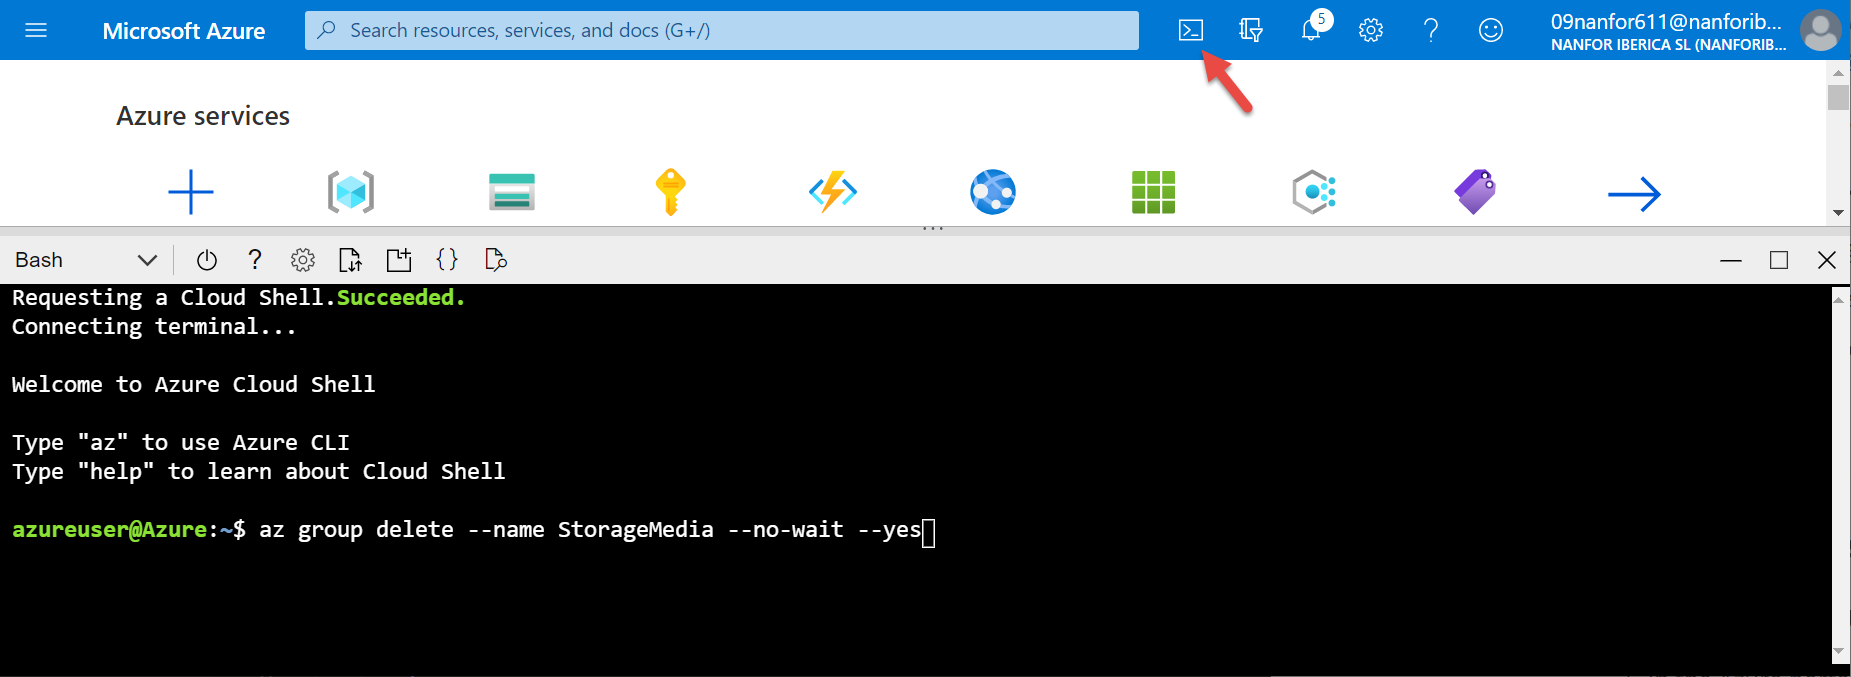 Microsoft Azure
Search resources, services, and docs (G+/)
5
09nanfor611@nanforib...
NANFOR IBERICA SL (NANFORIB...
Azure services
Bash
Requesting a Cloud Shell.Succeeded.
Connecting terminal...
Welcome to Azure Cloud Shell
Type "az" to use Azure CLI
Type "help" to learn about Cloud Shell
azureuser@Azure:~$ az group delete --name StorageMedia --no-wait --yes